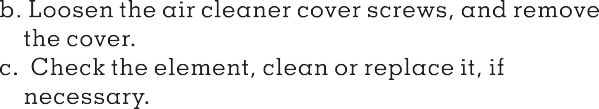 b. Loosen the air cleaner cover screws, and remove
the cover.
c. Check the element, clean or replace it, if
necessary.